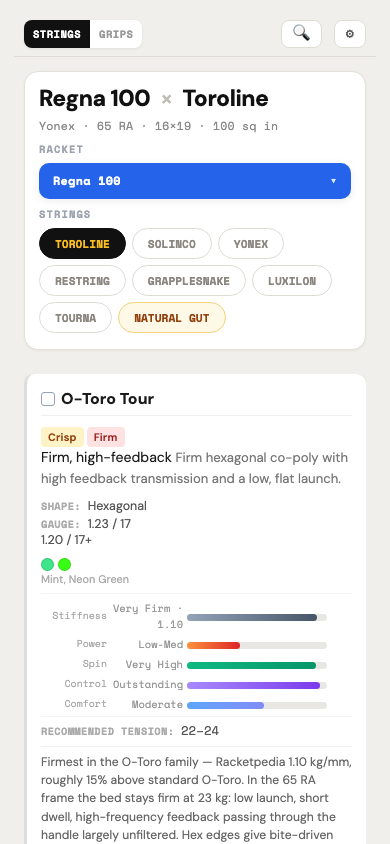 STRINGS GRIPS
Regna 100 × Toroline
Yonex · 65 RA · 16×19 · 100 sq in
RACKET
Regna 100
STRINGS
TOROLINE SOLINCO YONEX
RESTRING GRAPPLESNAKE LUXILON
TOURNA NATURAL GUT
O-Toro Tour
Crisp Firm
Firm, high-feedback Firm hexagonal co-poly with
high feedback transmission and a low, flat launch.
SHAPE: Hexagonal
GAUGE: 1.23 / 17
1.20 / 17+
Mint, Neon Green
Stiffness Very Firm ·
1.10
Power Low-Med
Spin Very High
Control Outstanding
Comfort Moderate
RECOMMENDED TENSION: 22–24
Firmest in the O-Toro family — Racketpedia 1.10 kg/mm,
roughly 15% above standard O-Toro. In the 65 RA
frame the bed stays firm at 23 kg: low launch, short
dwell, high-frequency feedback passing through the
handle largely unfiltered. Hex edges give bite-driven